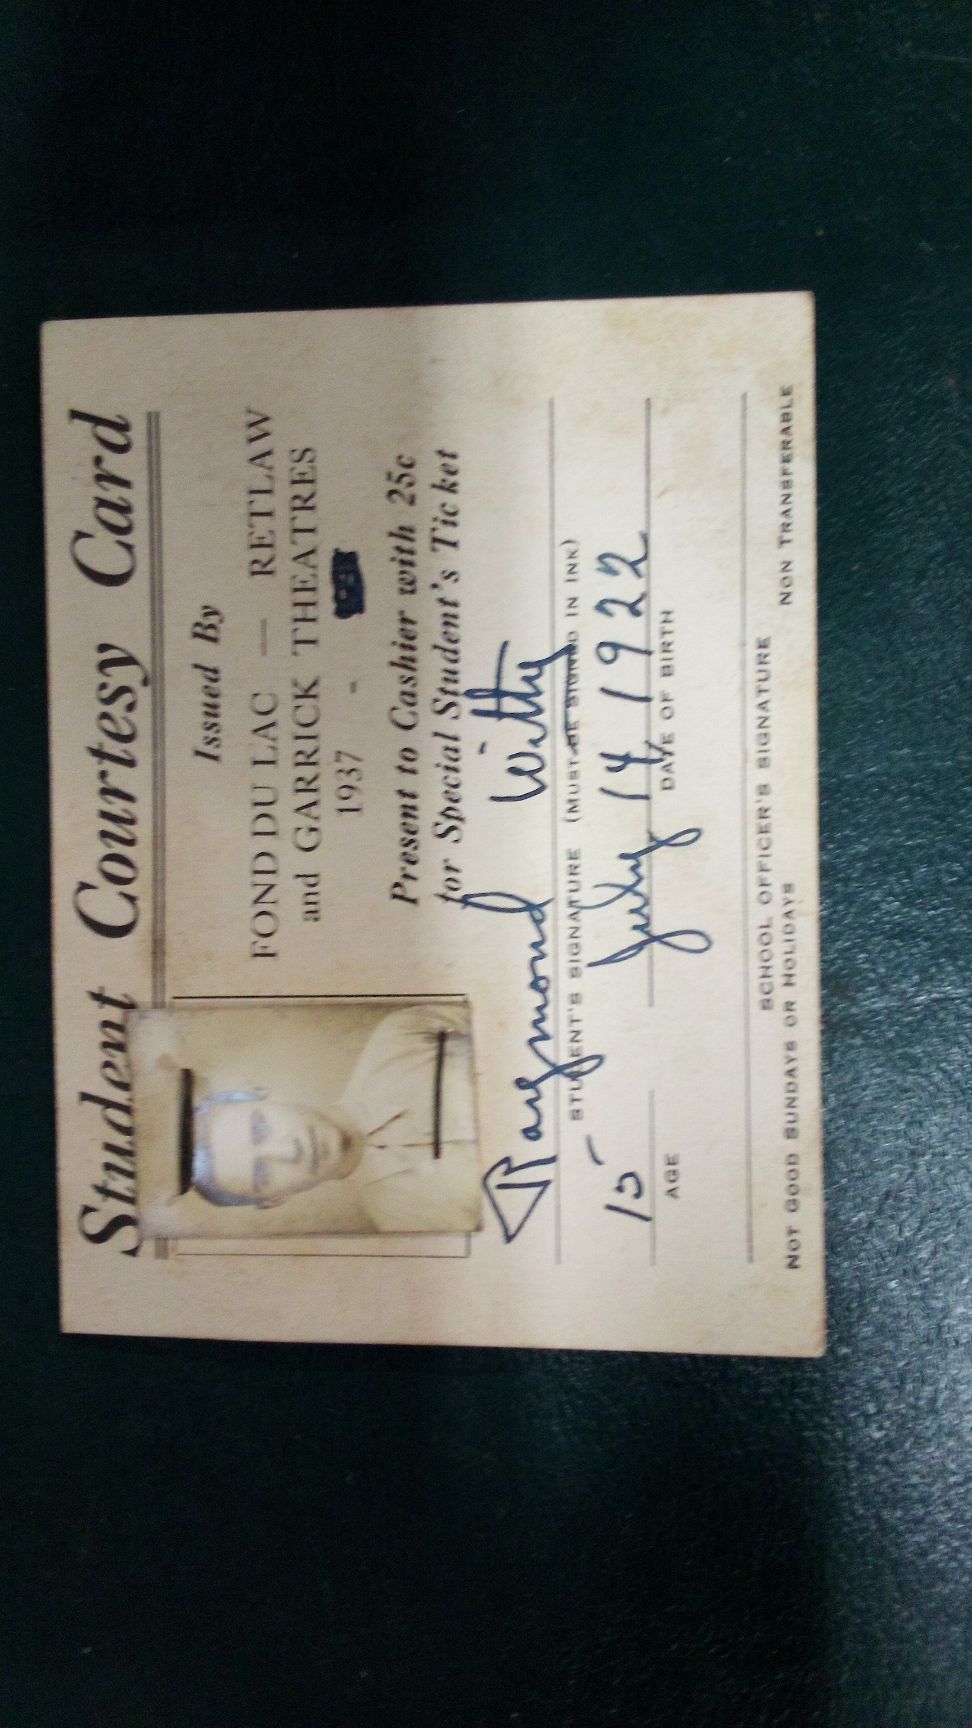 Student Courtesy Card
Issued By
FOND DU LAC — RETLAW
and GARRICK THEATRES
1937 -
Present to Cashier with 25c
for Special Student's Ticket
Raymond Witty
STUDENT'S SIGNATURE (MUST BE SIGNED IN INK)
15 July 14 1922
AGE DATE OF BIRTH
SCHOOL OFFICER'S SIGNATURE
NOT GOOD SUNDAYS OR HOLIDAYS NON TRANSFERABLE